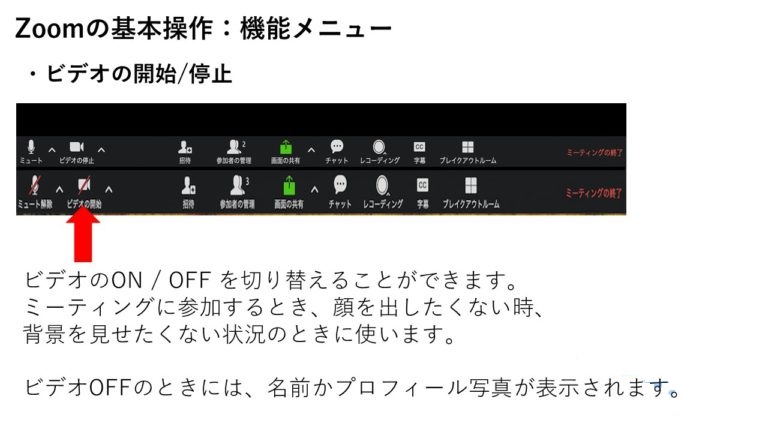 Zoomの基本操作：機能メニュー
・ビデオの開始/停止
ミュート ビデオの停止 招待 参加者の管理 2 画面の共有 チャット レコーディング CC 字幕 ブレイクアウトルーム ミーティングの終了
ミュート解除 ビデオの開始 招待 参加者の管理 3 画面の共有 チャット レコーディング CC 字幕 ブレイクアウトルーム ミーティングの終了
ビデオのON / OFF を切り替えることができます。
ミーティングに参加するとき、顔を出したくない時、
背景を見せたくない状況のときに使います。
ビデオOFFのときには、名前かプロフィール写真が表示されます。